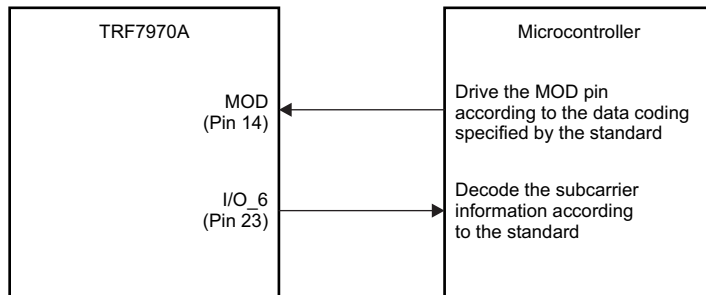 TRF7970A
Microcontroller
MOD
(Pin 14)
Drive the MOD pin
according to the data coding
specified by the standard
I/O_6
(Pin 23)
Decode the subcarrier
information according
to the standard